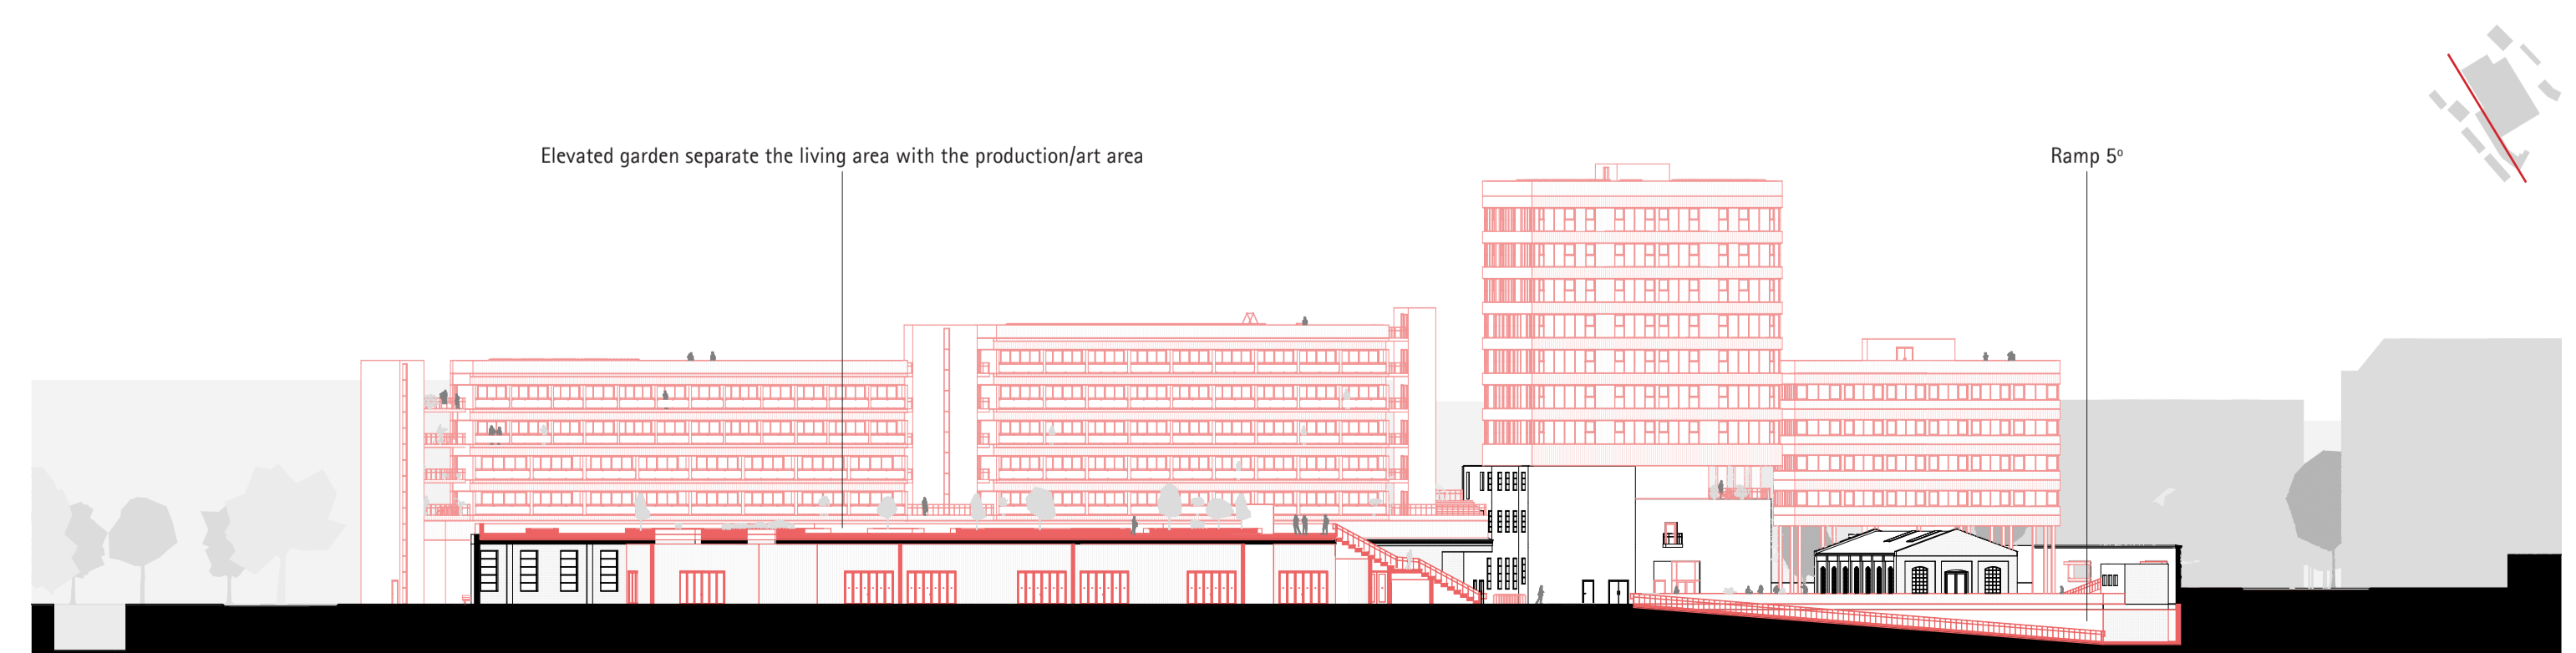 Elevated garden separate the living area with the production/art area
Ramp 5º